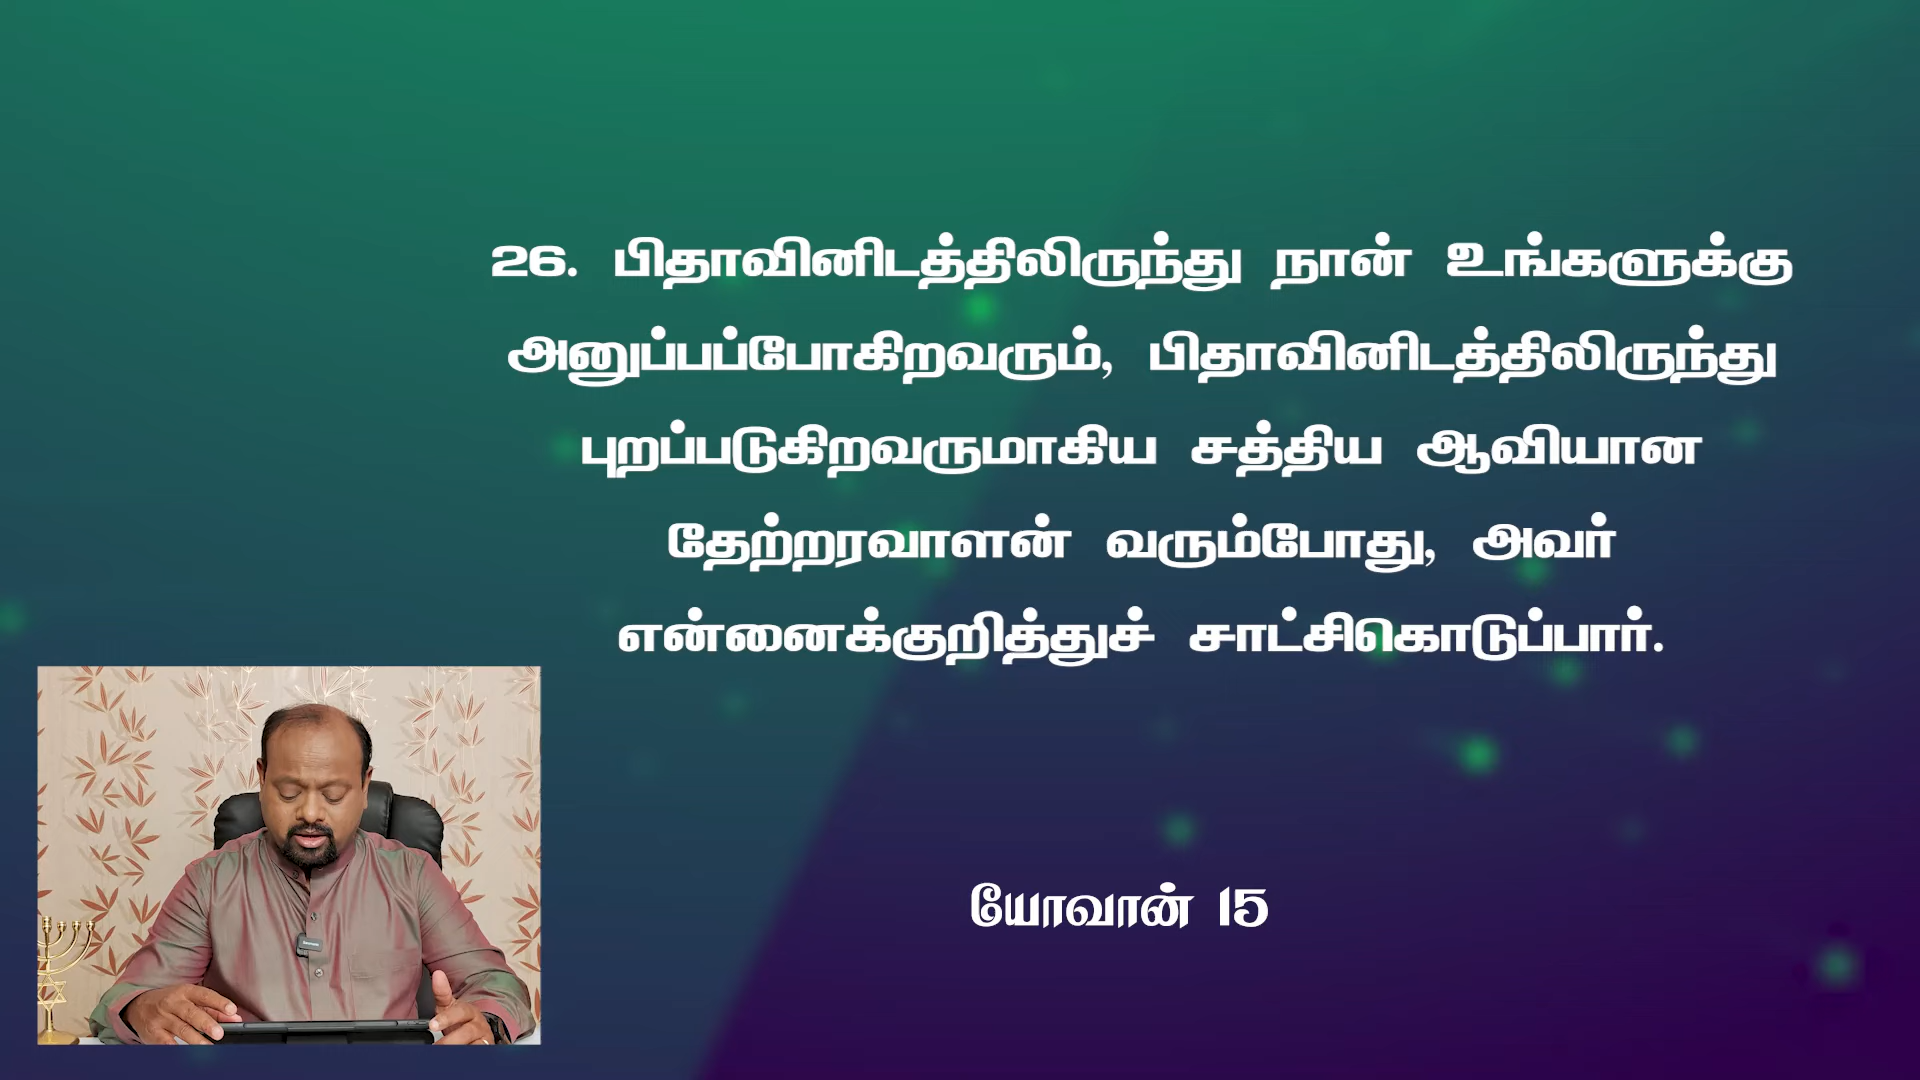 26. பிதாவினிடத்திலிருந்து நான் உங்களுக்கு
அனுப்பப்போகிறவரும், பிதாவினிடத்திலிருந்து
புறப்படுகிறவருமாகிய சத்திய ஆவியான
தேற்றரவாளன் வரும்போது, அவர்
என்னைக்குறித்துச் சாட்சிகொடுப்பார்.
யோவான் 15